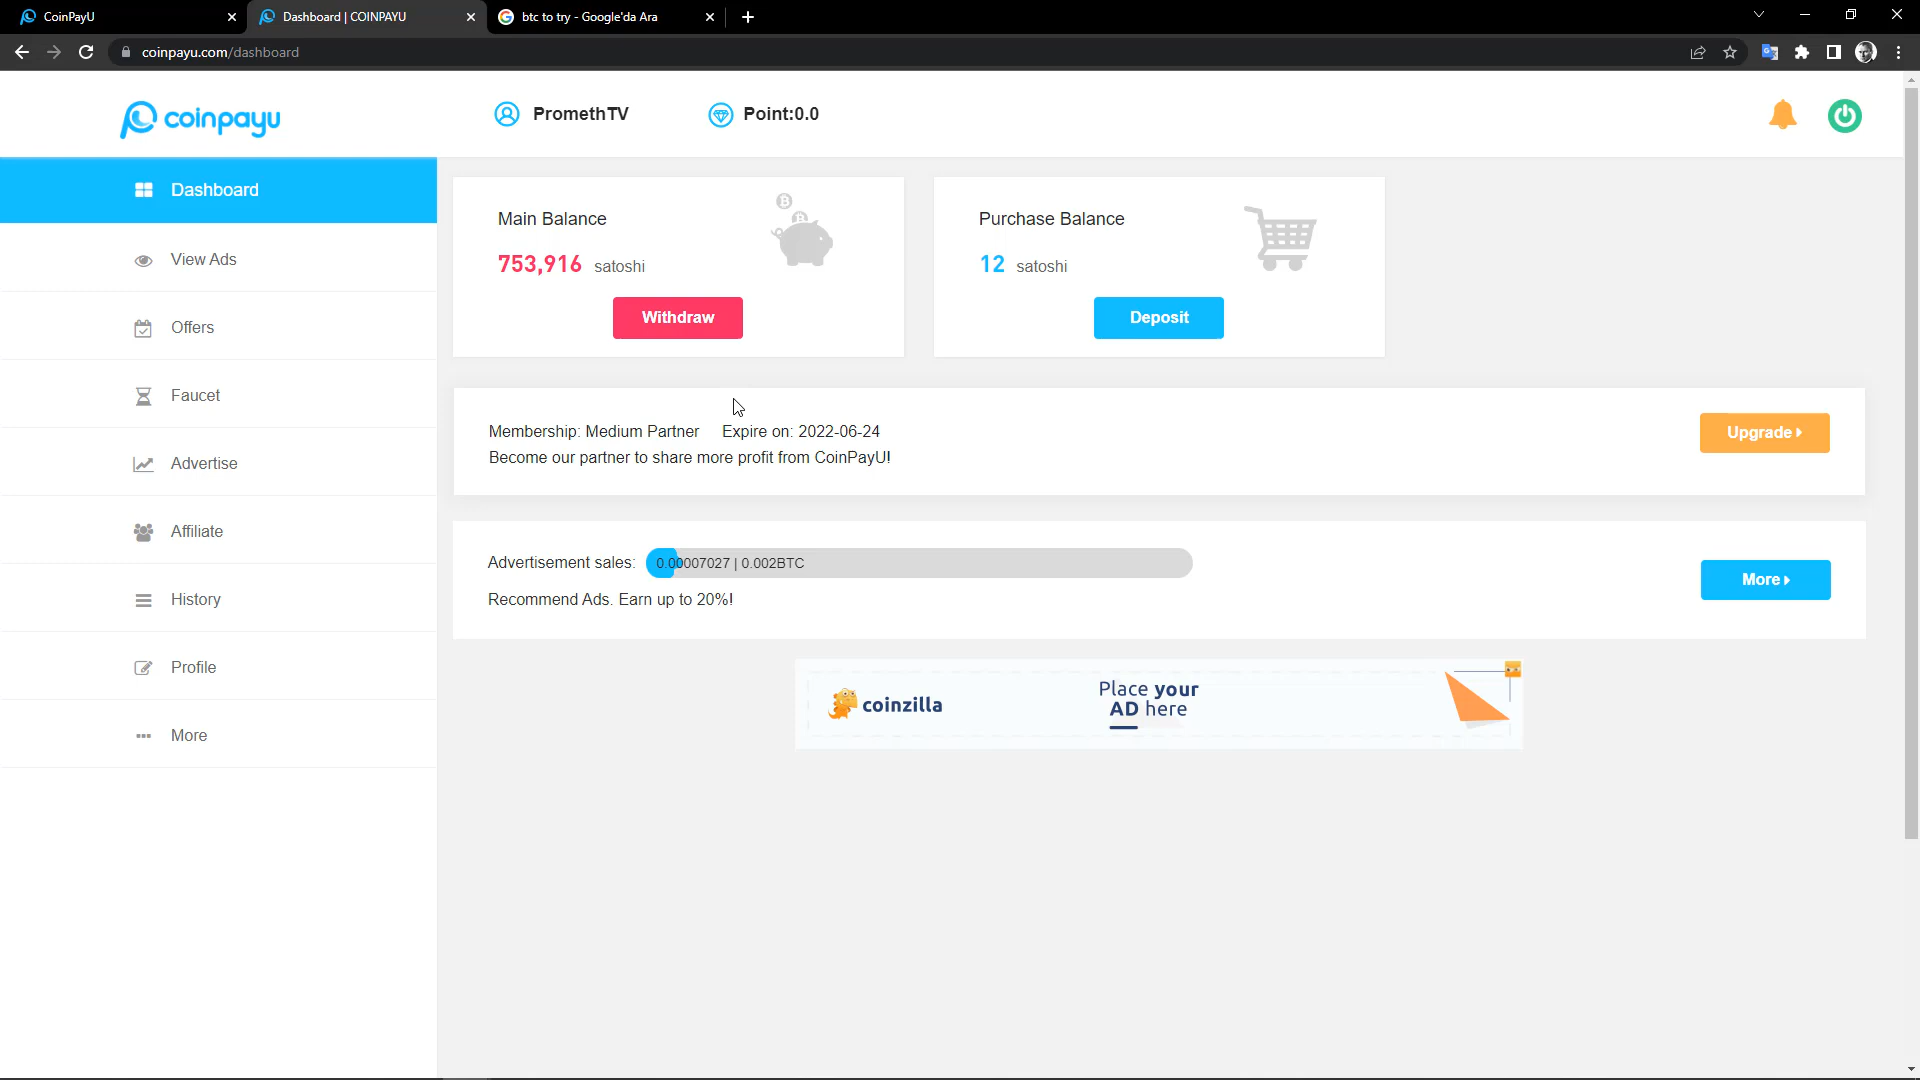 CoinPayU
Dashboard | COINPAYU
btc to try - Google'da Ara
coinpayu.com/dashboard
coinpayu
PromethTV
Point:0.0
Dashboard
View Ads
Offers
Faucet
Advertise
Affiliate
History
Profile
More
Main Balance
753,916 satoshi
Withdraw
Purchase Balance
12 satoshi
Deposit
Membership: Medium Partner Expire on: 2022-06-24
Become our partner to share more profit from CoinPayU!
Upgrade
Advertisement sales: 0.00007027 | 0.002BTC
Recommend Ads. Earn up to 20%!
More
coinzilla
Place your
AD here